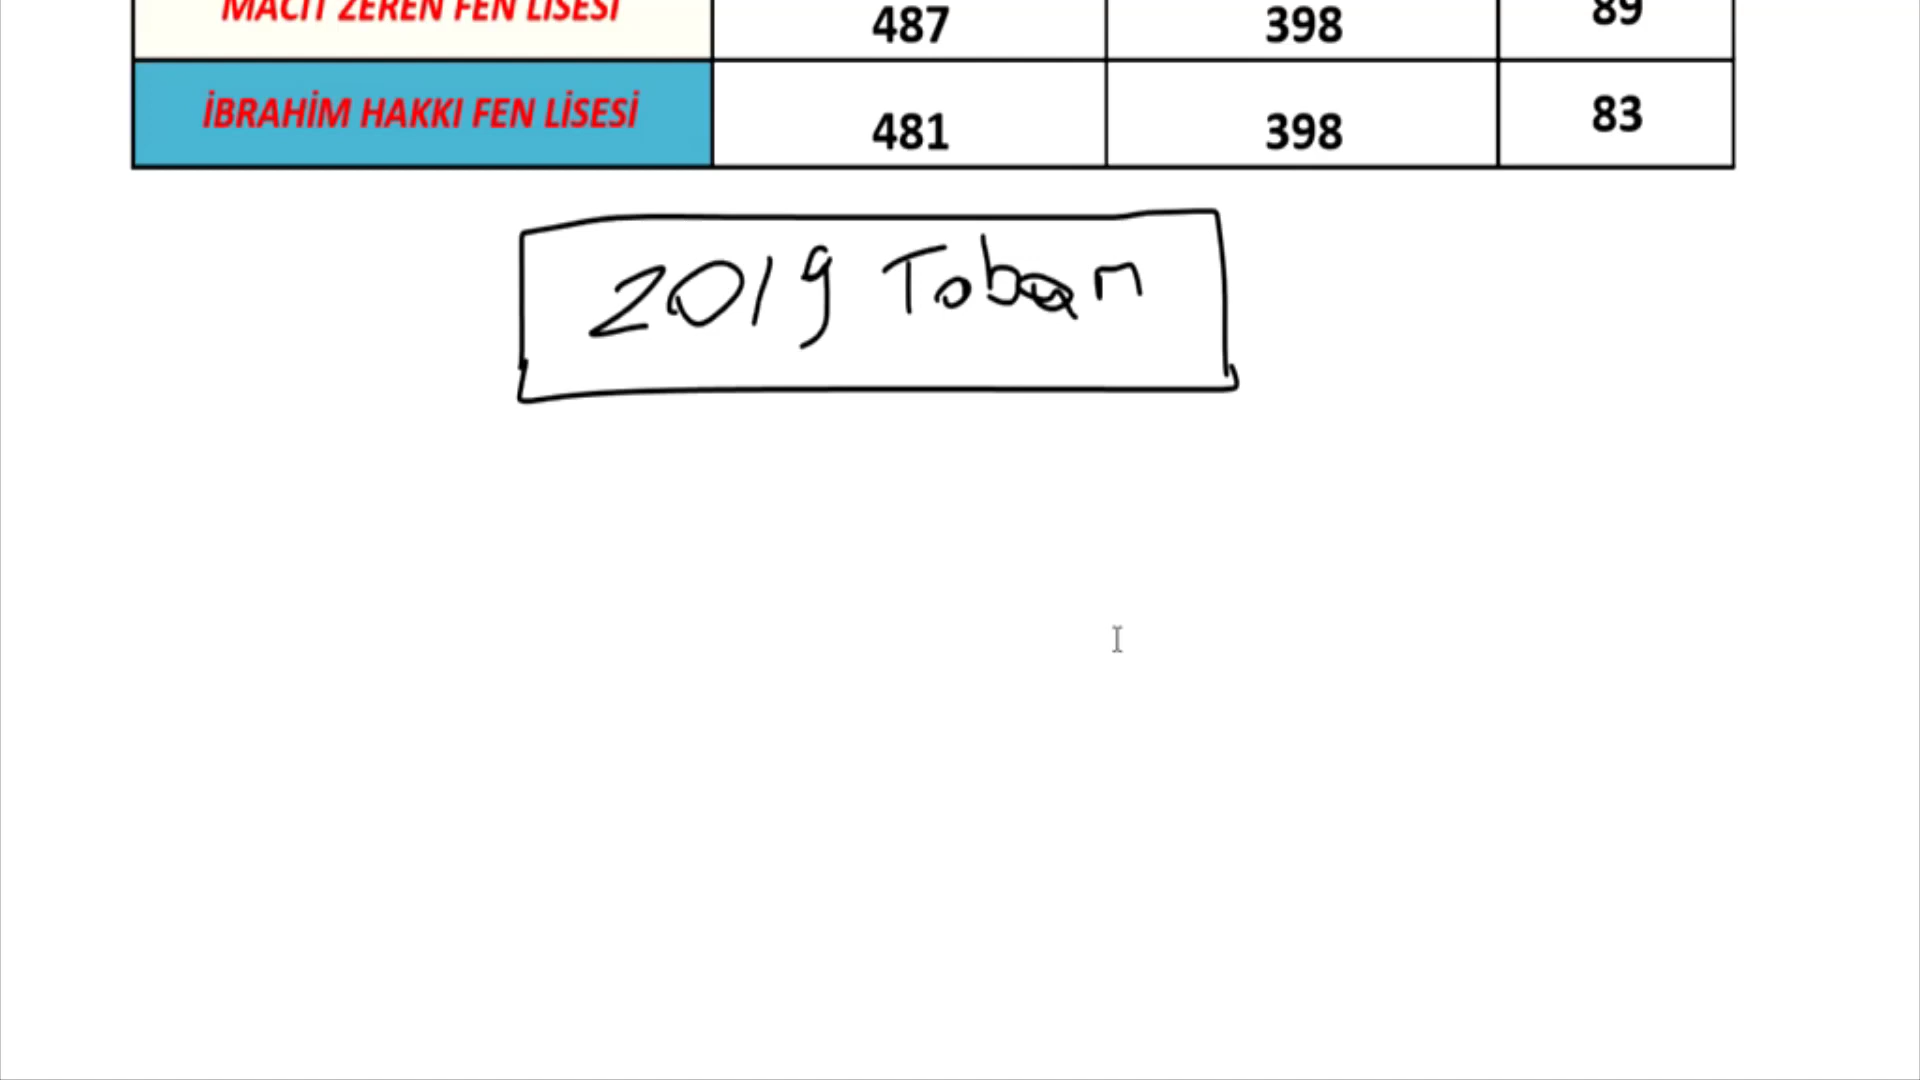 MACİT ZEREN FEN LİSESİ 487 398 89
İBRAHİM HAKKI FEN LİSESİ 481 398 83
2019 Taban